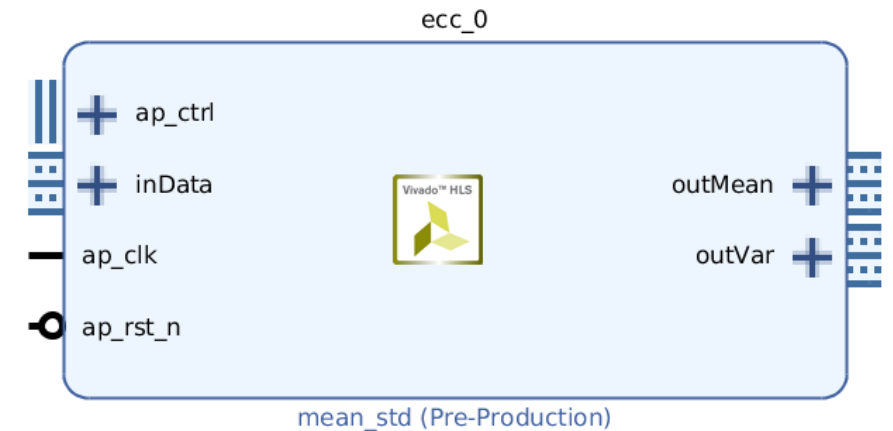 ecc_0
ap_ctrl
inData
ap_clk
ap_rst_n
Vivado™ HLS
outMean
outVar
mean_std (Pre-Production)